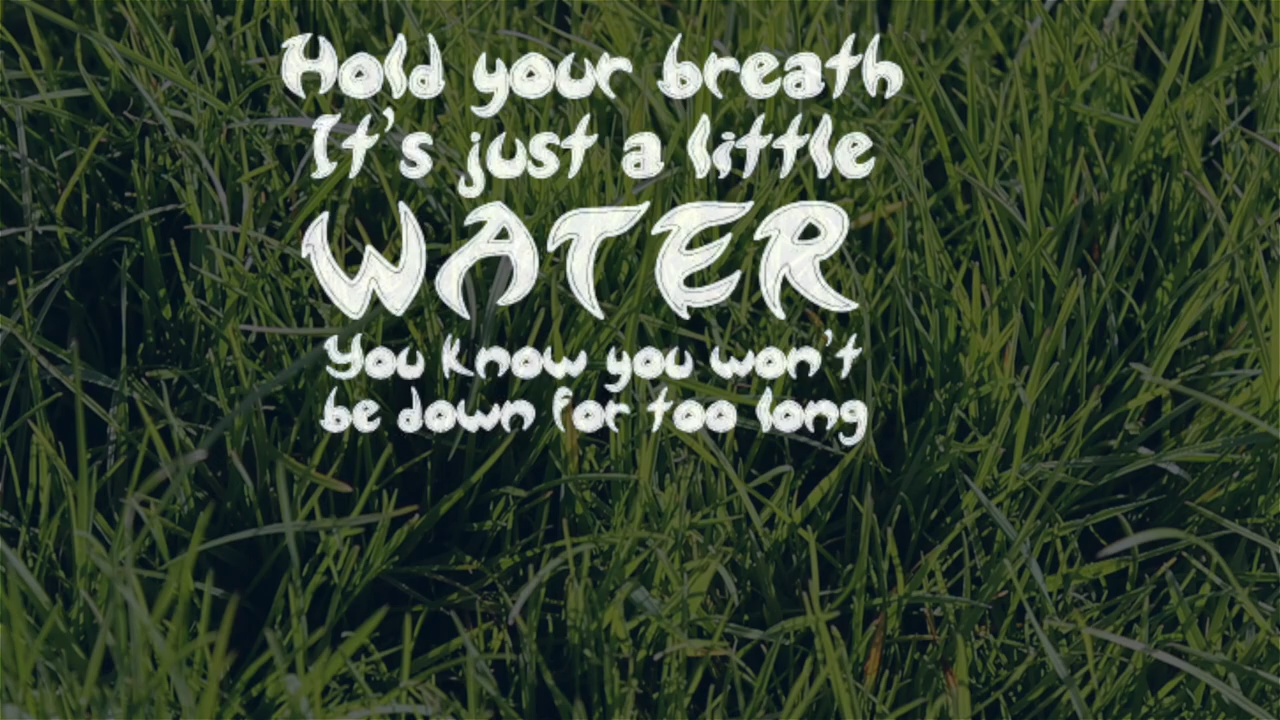 Hold your breath
It's just a little
WATER
You know you won't
be down for too long